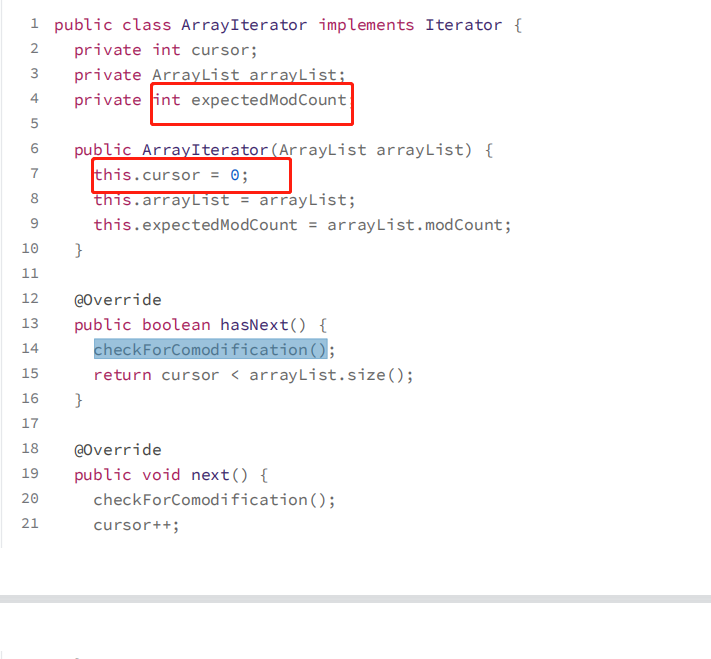 1 public class ArrayIterator implements Iterator {
2 private int cursor;
3 private ArrayList arrayList;
4 private int expectedModCount;
5
6 public ArrayIterator(ArrayList arrayList) {
7 this.cursor = 0;
8 this.arrayList = arrayList;
9 this.expectedModCount = arrayList.modCount;
10 }
11
12 @Override
13 public boolean hasNext() {
14 checkForComodification();
15 return cursor < arrayList.size();
16 }
17
18 @Override
19 public void next() {
20 checkForComodification();
21 cursor++;